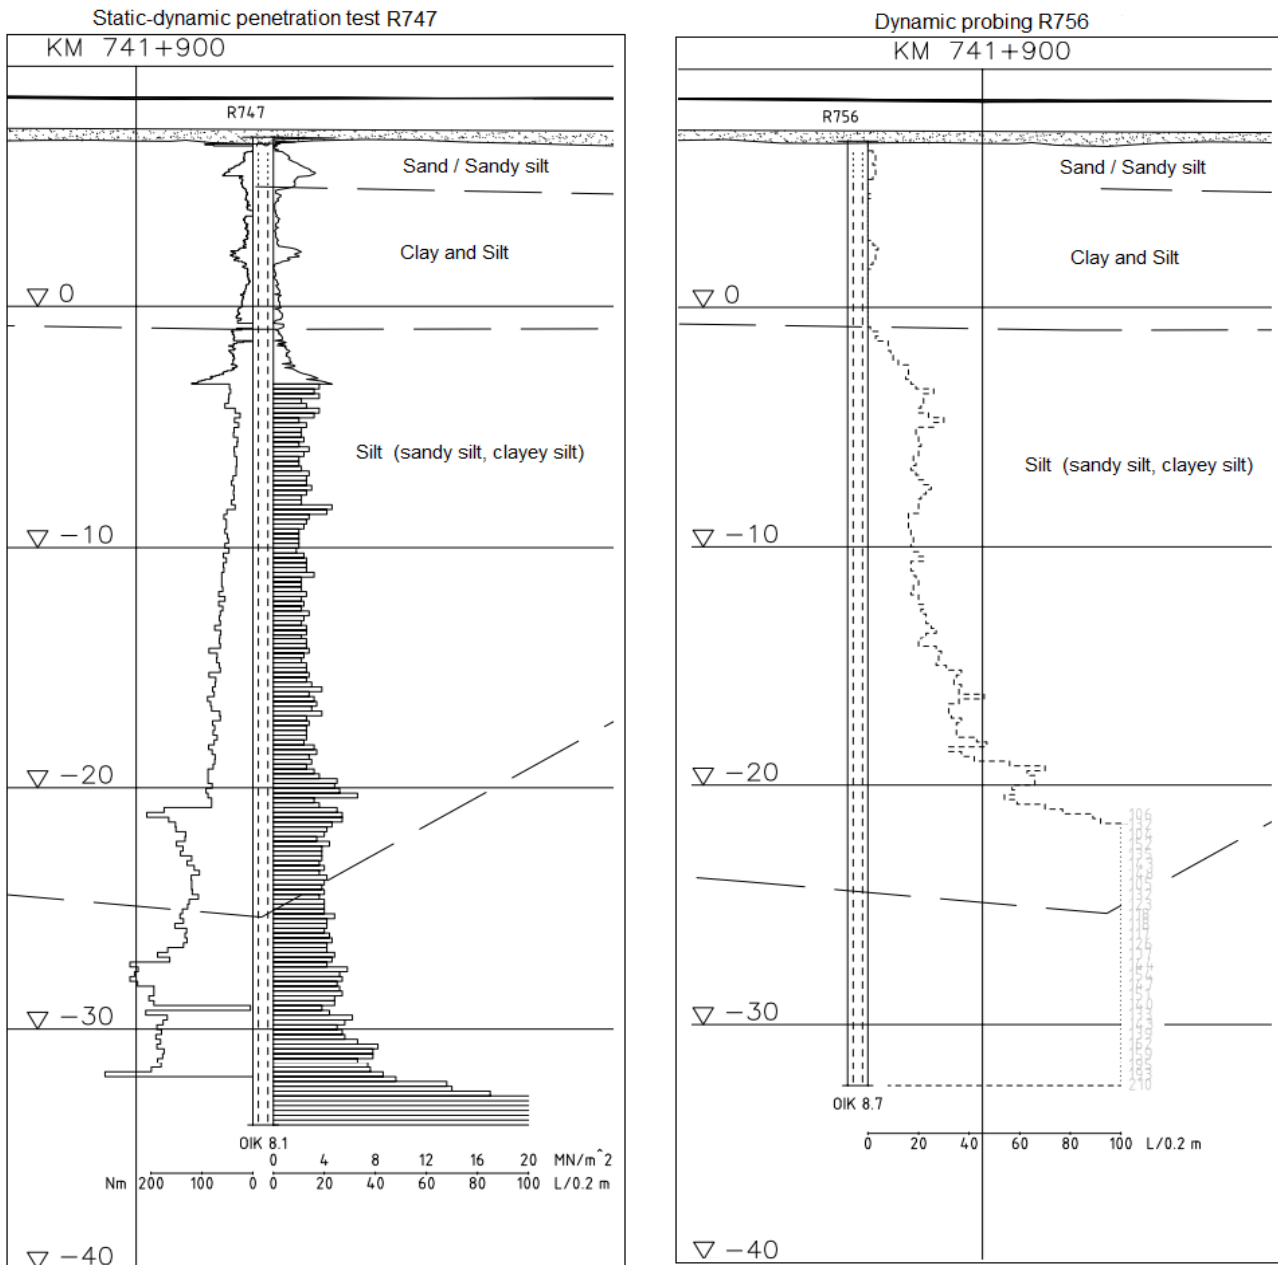 Static-dynamic penetration test R747
KM 741+900
R747
Sand / Sandy silt
Clay and Silt
0
Silt (sandy silt, clayey silt)
-10
-20
-30
OIK 8.1
0 4 8 12 16 20 MN/m^2
Nm 200 100 0 0 20 40 60 80 100 L/0.2 m
-40
Dynamic probing R756
KM 741+900
R756
Sand / Sandy silt
Clay and Silt
0
Silt (sandy silt, clayey silt)
-10
-20
106
-30
210
OIK 8.7
0 20 40 60 80 100 L/0.2 m
-40